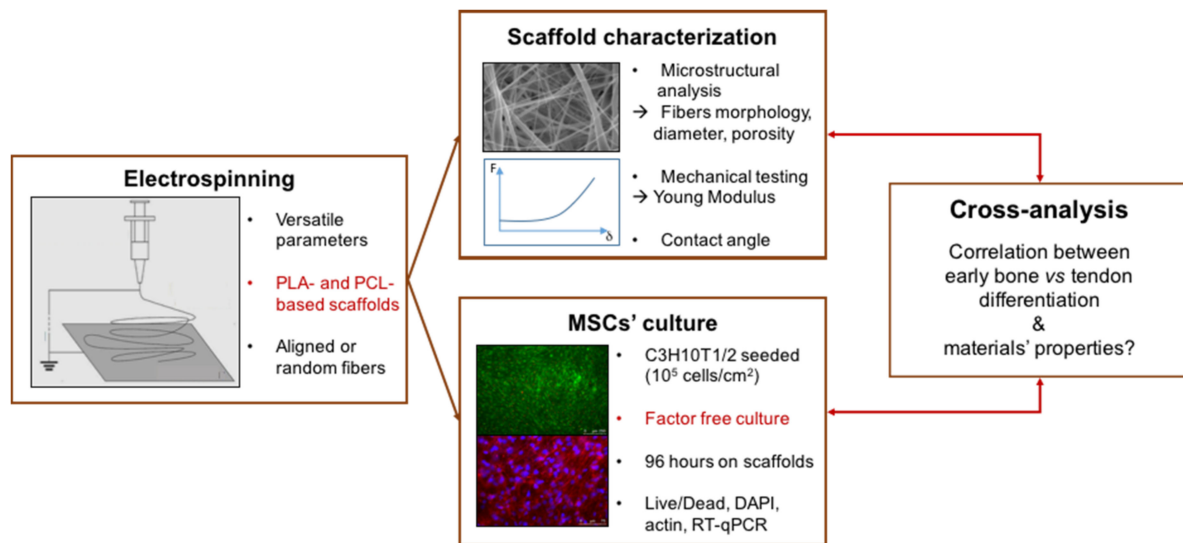 Electrospinning
• Versatile
parameters
• PLA- and PCL-
based scaffolds
• Aligned or
random fibers
Scaffold characterization
• Microstructural
analysis
→ Fibers morphology,
diameter, porosity
F
δ
• Mechanical testing
→ Young Modulus
• Contact angle
MSCs’ culture
• C3H10T1/2 seeded
(10⁵ cells/cm²)
• Factor free culture
• 96 hours on scaffolds
• Live/Dead, DAPI,
actin, RT-qPCR
Cross-analysis
Correlation between
early bone vs tendon
differentiation
&
materials’ properties?